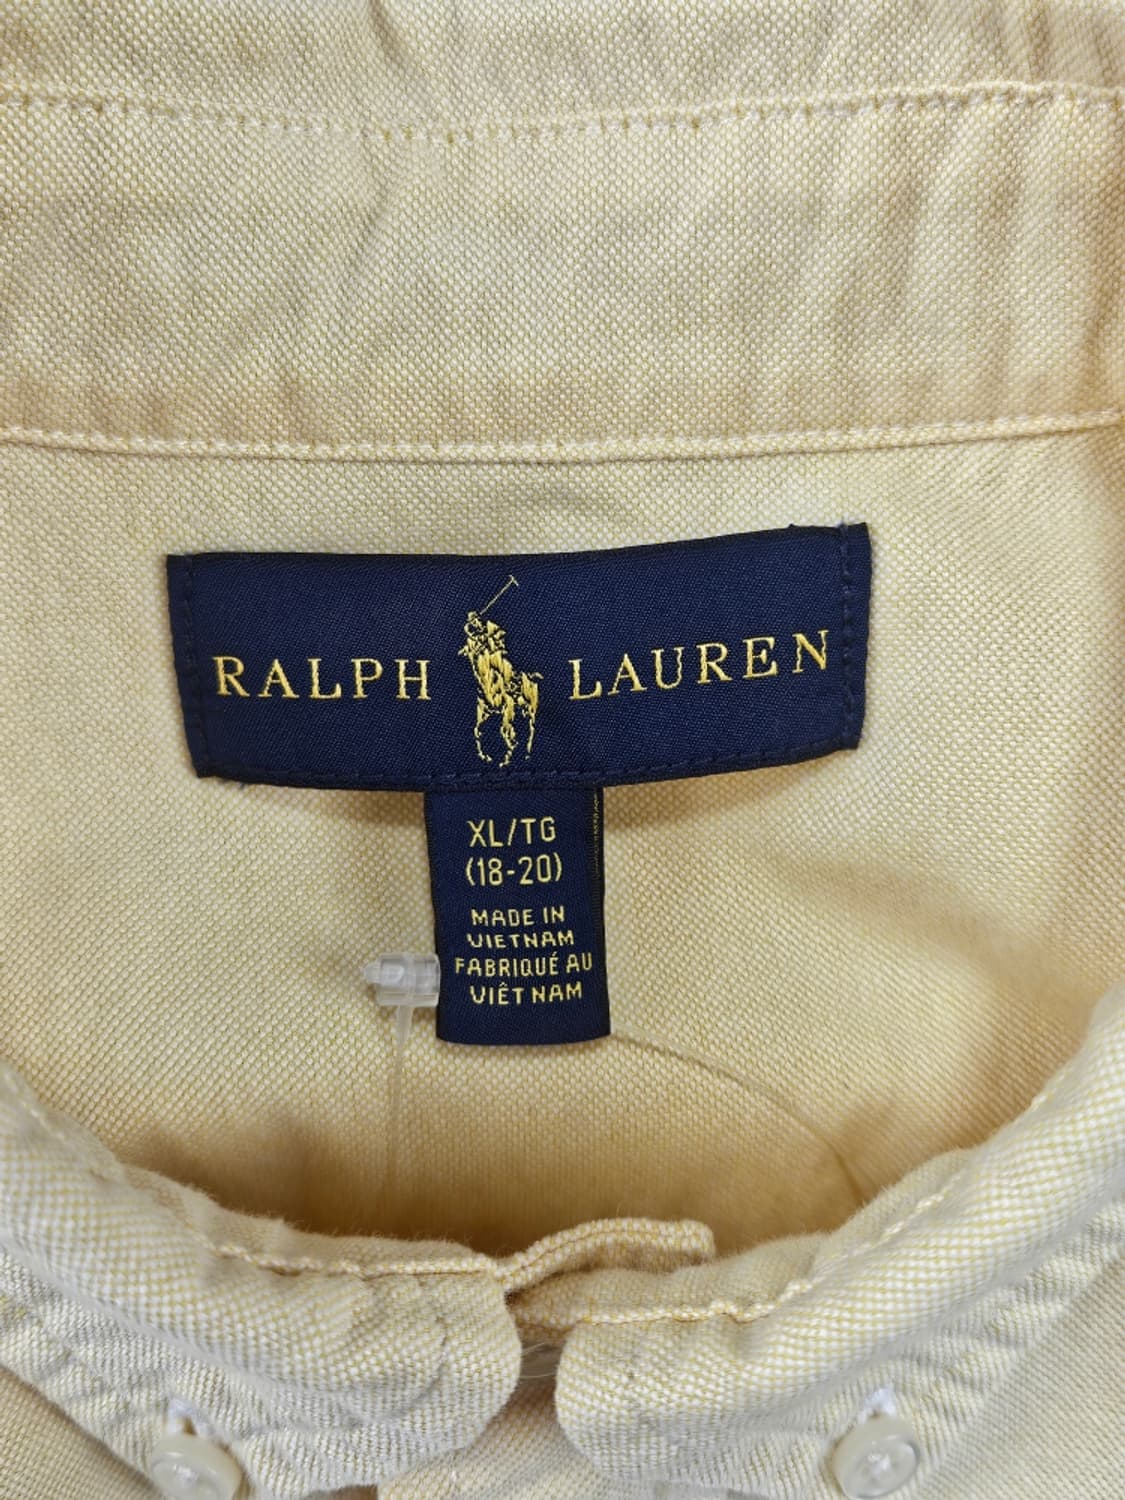 RALPH LAUREN
XL/TG
(18-20)
MADE IN
VIETNAM
FABRIQUÉ AU
VIÊT NAM